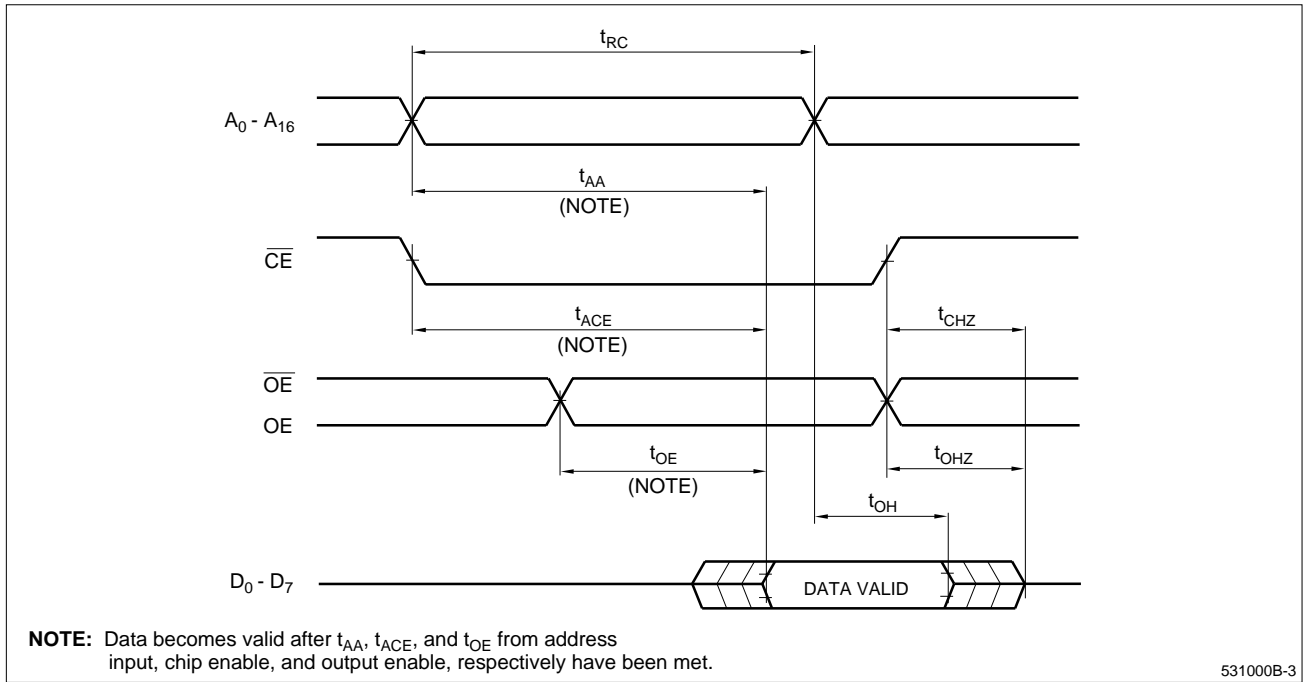 tRC
A0 - A16
tAA
(NOTE)
CE
tACE
(NOTE)
tCHZ
OE
OE
tOE
(NOTE)
tOHZ
tOH
D0 - D7
DATA VALID
NOTE: Data becomes valid after tAA, tACE, and tOE from address
input, chip enable, and output enable, respectively have been met.
531000B-3